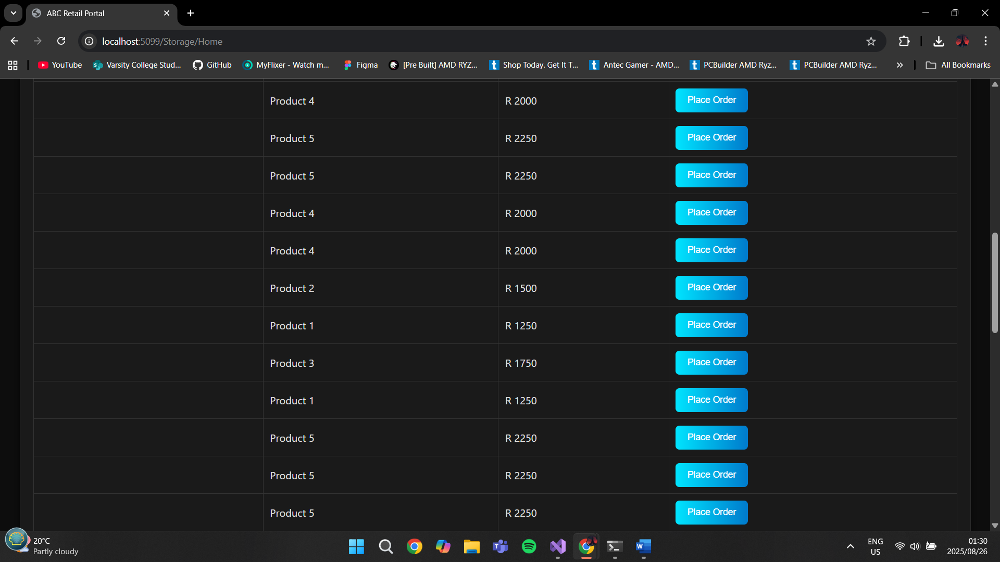 ABC Retail Portal
localhost:5099/Storage/Home
YouTube
Varsity College Stud...
GitHub
MyFlixer - Watch m...
Figma
[Pre Built] AMD RYZ...
Shop Today. Get It T...
Antec Gamer - AMD...
PCBuilder AMD Ryz...
PCBuilder AMD Ryz...
All Bookmarks
Product 4 R 2000 Place Order
Product 5 R 2250 Place Order
Product 5 R 2250 Place Order
Product 4 R 2000 Place Order
Product 4 R 2000 Place Order
Product 2 R 1500 Place Order
Product 1 R 1250 Place Order
Product 3 R 1750 Place Order
Product 1 R 1250 Place Order
Product 5 R 2250 Place Order
Product 5 R 2250 Place Order
Product 5 R 2250 Place Order
20°C
Partly cloudy
ENG
US
01:30
2025/08/26